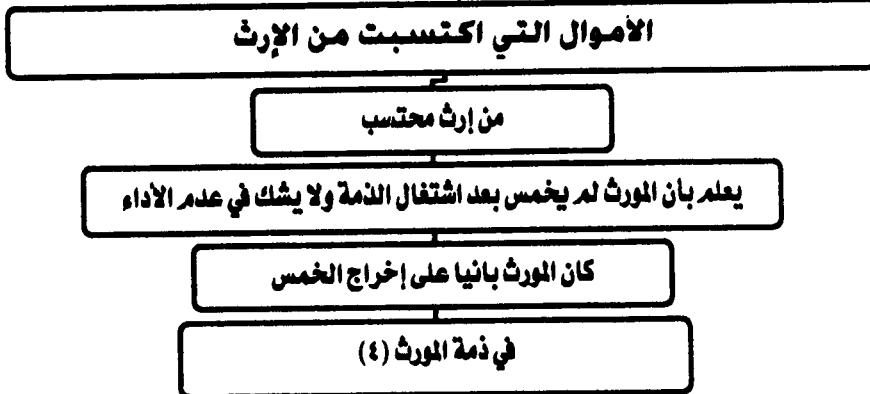 الأموال التي اكتسبت من الإرث
من إرث محتسب
يعلم بأن المورث لم يخمس بعد اشتغال الذمة ولا يشك في عدم الأداء
كان المورث بانيا على إخراج الخمس
في ذمة المورث (٤)